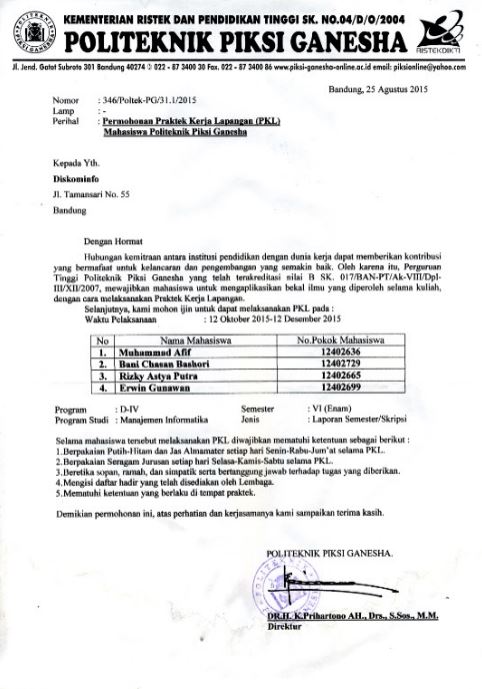 KEMENTERIAN RISTEK DAN PENDIDIKAN TINGGI SK. NO.04/D/O/2004
POLITEKNIK PIKSI GANESHA
RISTEKDIKTI
Jl. Jend. Gatot Subroto 301 Bandung 40274 022 - 87 3400 30 Fax. 022 - 87 3400 86 www.piksi-ganesha-online.ac.id email: piksionline@yahoo.com
Bandung, 25 Agustus 2015
Nomor : 346/Poltek-PG/31.1/2015
Lamp : -
Perihal : Permohonan Praktek Kerja Lapangan (PKL)
Mahasiswa Politeknik Piksi Ganesha
Kepada Yth.
Diskominfo
Jl. Tamansari No. 55
Bandung
Dengan Hormat
Hubungan kemitraan antara institusi pendidikan dengan dunia kerja dapat memberikan kontribusi
yang bermafaat untuk kelancaran dan pengembangan yang semakin baik. Oleh karena itu, Perguruan
Tinggi Politeknik Piksi Ganesha yang telah terakreditasi nilai B SK. 017/BAN-PT/Ak-VIII/Dpl-
III/XII/2007, mewajibkan mahasiswa untuk mengaplikasikan bekal ilmu yang diperoleh selama kuliah,
dengan cara melaksanakan Praktek Kerja Lapangan.
Selanjutnya, kami mohon ijin untuk dapat melaksanakan PKL pada :
Waktu Pelaksanaan : 12 Oktober 2015-12 Desember 2015
No Nama Mahasiswa No.Pokok Mahasiswa
1. Muhammad Afif 12402636
2. Bani Chasan Bashori 12402729
3. Rizky Astya Putra 12402665
4. Erwin Gunawan 12402699
Program : D-IV Semester : VI (Enam)
Program Studi : Manajemen Informatika Jenis : Laporan Semester/Skripsi
Selama mahasiswa tersebut melaksanakan PKL diwajibkan mematuhi ketentuan sebagai berikut :
1.Berpakaian Putih-Hitam dan Jas Almamater setiap hari Senin-Rabu-Jum'at selama PKL.
2.Berpakaian Seragam Jurusan setiap hari Selasa-Kamis-Sabtu selama PKL.
3.Beretika sopan, ramah, dan simpatik serta bertanggung jawab terhadap tugas yang diberikan.
4.Mengisi daftar hadir yang telah disediakan oleh Lembaga.
5.Mematuhi ketentuan yang berlaku di tempat praktek.
Demikian permohonan ini, atas perhatian dan kerjasamanya kami sampaikan terima kasih.
POLITEKNIK PIKSI GANESHA.
DR.H. K.Prihartono AH., Drs., S.Sos., M.M.
Direktur